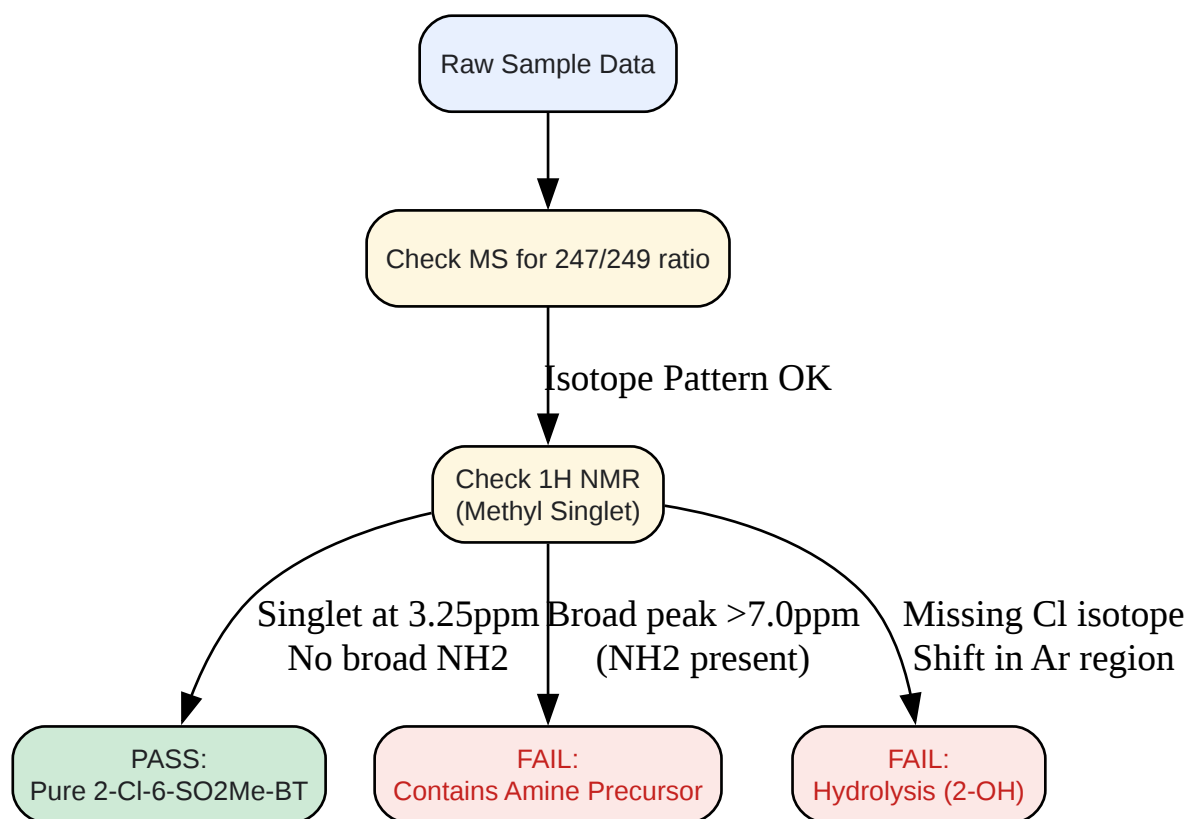 Raw Sample Data
Check MS for 247/249 ratio
Isotope Pattern OK
Check 1H NMR
(Methyl Singlet)
Singlet at 3.25ppm
No broad NH2
Broad peak >7.0ppm
(NH2 present)
Missing Cl isotope
Shift in Ar region
PASS:
Pure 2-Cl-6-SO2Me-BT
FAIL:
Contains Amine Precursor
FAIL:
Hydrolysis (2-OH)